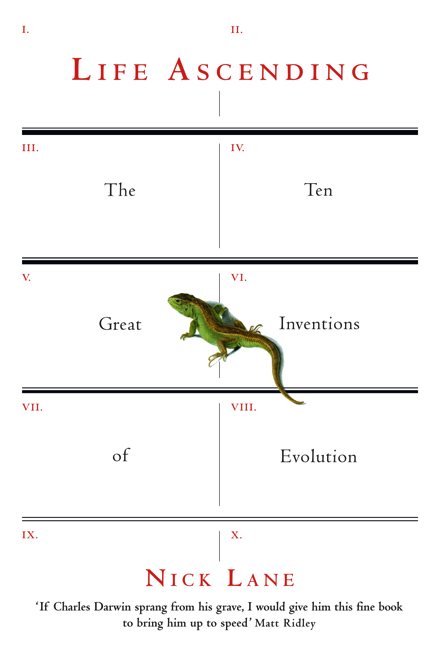 I. II.
LIFE ASCENDING
III. IV.
The Ten
V. VI.
Great Inventions
VII. VIII.
of Evolution
IX. X.
NICK LANE
‘If Charles Darwin sprang from his grave, I would give him this fine book
to bring him up to speed’ Matt Ridley